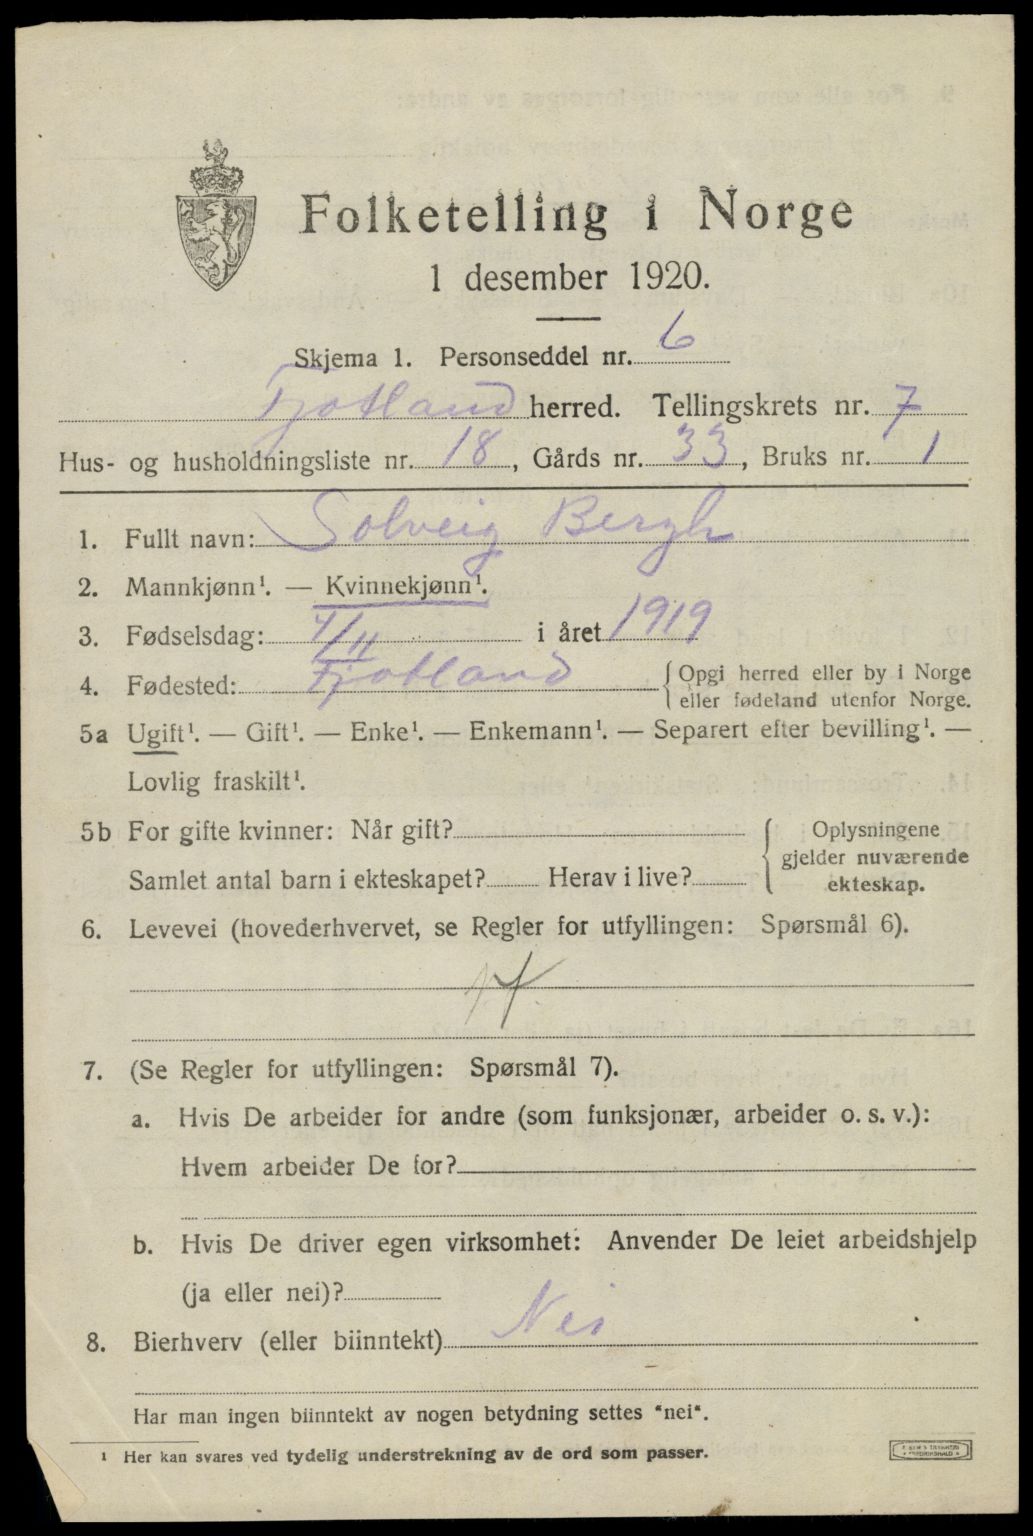 Folketelling i Norge
1 desember 1920.
Skjema 1. Personseddel nr. 6
Fjotland herred. Tellingskrets nr. 7
Hus- og husholdningsliste nr. 18, Gårds nr. 33, Bruks nr. 1
1. Fullt navn: Solveig Bergh
2. Mannkjønn¹. — Kvinnekjønn¹.
3. Fødselsdag: 4/11 i året 1919
4. Fødested: Fjotland { Opgi herred eller by i Norge
eller fødeland utenfor Norge.
5a Ugift¹. — Gift¹. — Enke¹. — Enkemann¹. — Separert efter bevilling¹. —
Lovlig fraskilt¹.
5b For gifte kvinner: Når gift? { Oplysningene
gjelder nuværende
Samlet antal barn i ekteskapet? Herav i live? ekteskap.
6. Levevei (hovederhvervet, se Regler for utfyllingen: Spørsmål 6).
7. (Se Regler for utfyllingen: Spørsmål 7).
a. Hvis De arbeider for andre (som funksjonær, arbeider o. s. v.):
Hvem arbeider De for?
b. Hvis De driver egen virksomhet: Anvender De leiet arbeidshjelp
(ja eller nei)?
8. Bierhverv (eller biinntekt) Nei
Har man ingen biinntekt av nogen betydning settes "nei".
¹ Her kan svares ved tydelig understrekning av de ord som passer.